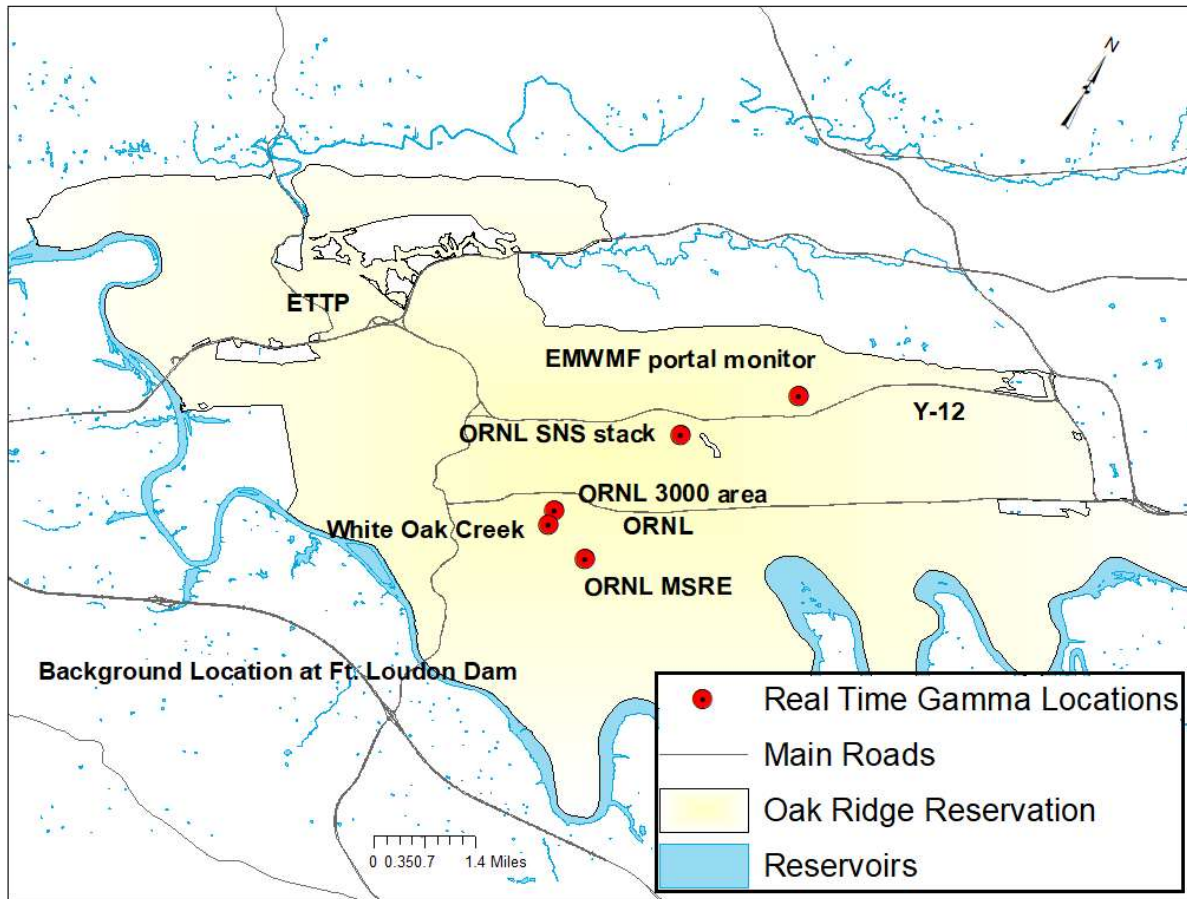 N
ETTP
EMWMF portal monitor
Y-12
ORNL SNS stack
ORNL 3000 area
White Oak Creek
ORNL
ORNL MSRE
Background Location at Ft. Loudon Dam
Real Time Gamma Locations
Main Roads
Oak Ridge Reservation
Reservoirs
0 0.350.7 1.4 Miles